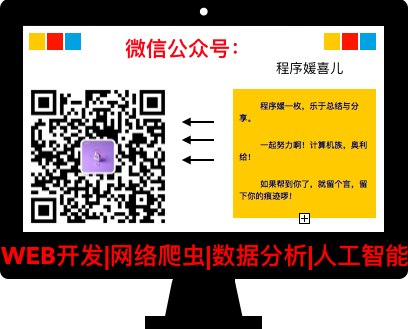 微信公众号：
程序媛喜儿
程序媛一枚，乐于总结与分
享。
一起努力啊！计算机族，奥利
给！
如果帮到你了，就留个言，留
下你的痕迹啰！
WEB开发|网络爬虫|数据分析|人工智能